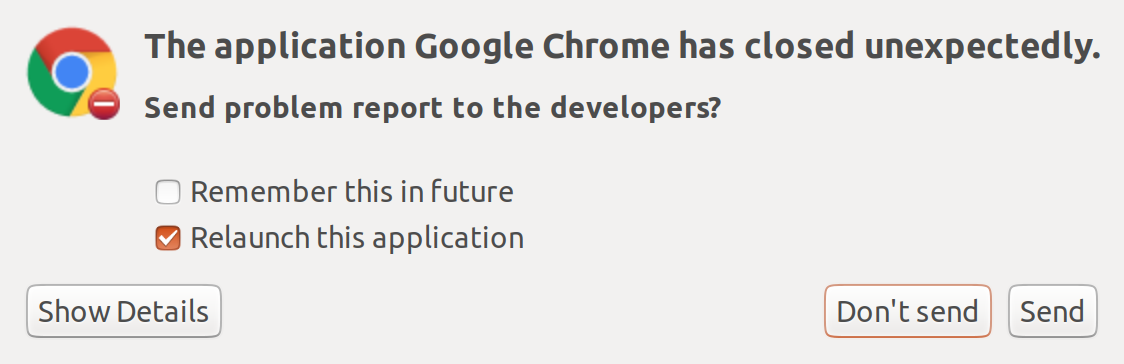 The application Google Chrome has closed unexpectedly.
Send problem report to the developers?
Remember this in future
Relaunch this application
Show Details
Don't send
Send